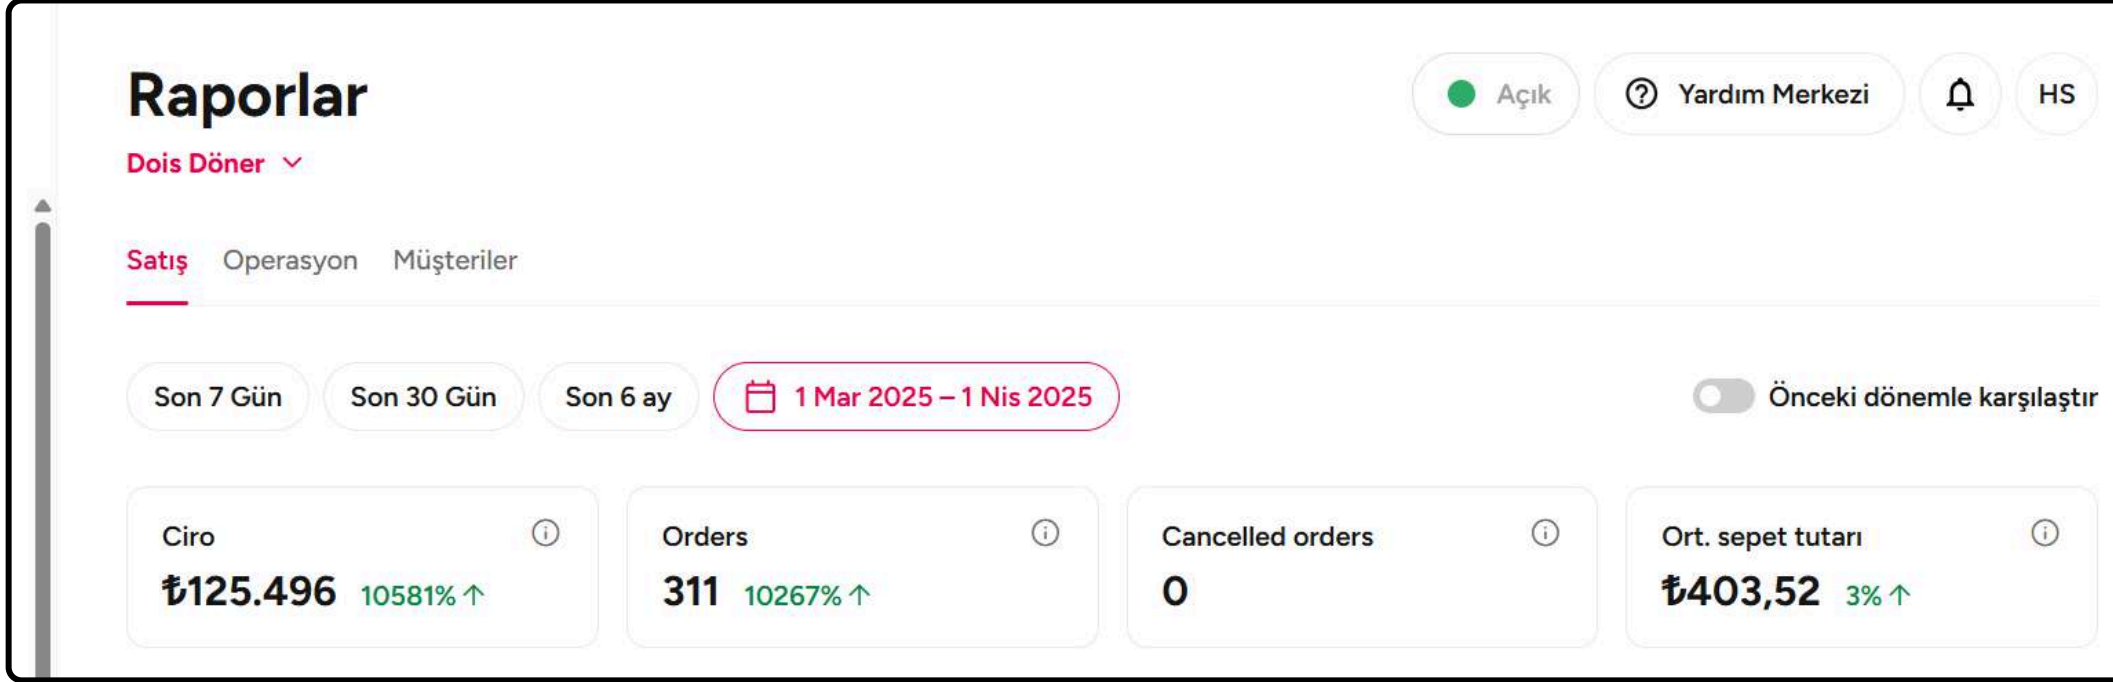 Raporlar
Açık
Yardım Merkezi
HS
Dois Döner
Satış Operasyon Müşteriler
Son 7 Gün Son 30 Gün Son 6 ay 1 Mar 2025 – 1 Nis 2025 Önceki dönemle karşılaştır
Ciro
₺125.496 10581% ↑
Orders
311 10267% ↑
Cancelled orders
0
Ort. sepet tutarı
₺403,52 3% ↑